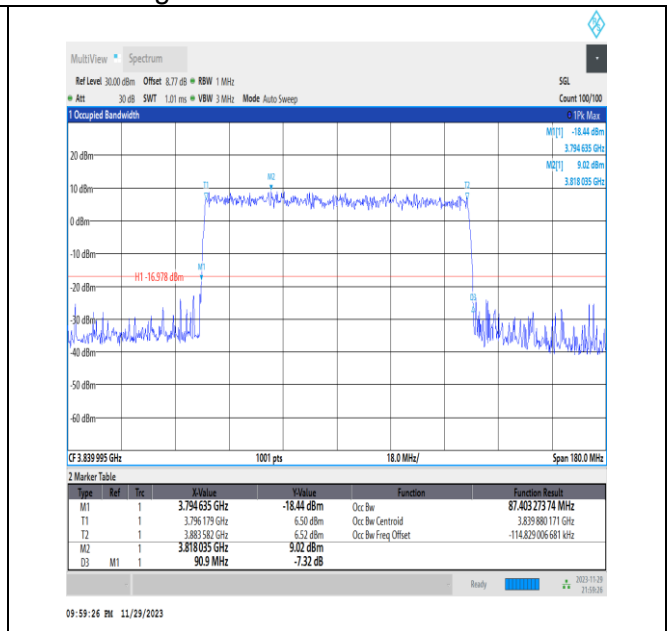 MultiView Spectrum
Ref Level 30.00 dBm Offset 8.77 dB RBW 1 MHz SGL
Att 30 dB SWT 1.01 ms VBW 3 MHz Mode Auto Sweep Count 100/100
1 Occupied Bandwidth 1Pk Max
M1[1] -18.44 dBm
3.794 635 GHz
M2[1] 9.02 dBm
3.818 035 GHz
20 dBm
M2
T1
T2
10 dBm
0 dBm
-10 dBm
M1
H1 -16.978 dBm
-20 dBm
D3
-30 dBm
-40 dBm
-50 dBm
-60 dBm
CF 3.839 995 GHz 1001 pts 18.0 MHz/ Span 180.0 MHz
2 Marker Table
Type Ref Trc X-Value Y-Value Function Function Result
M1 1 3.794 635 GHz -18.44 dBm Occ Bw 87.403 273 74 MHz
T1 1 3.796 179 GHz 6.50 dBm Occ Bw Centroid 3.839 880 171 GHz
T2 1 3.883 582 GHz 6.52 dBm Occ Bw Freq Offset -114.829 006 681 kHz
M2 1 3.818 035 GHz 9.02 dBm
D3 M1 1 90.9 MHz -7.32 dB
Ready 2023-11-29
21:59:26
09:59:26 PM 11/29/2023